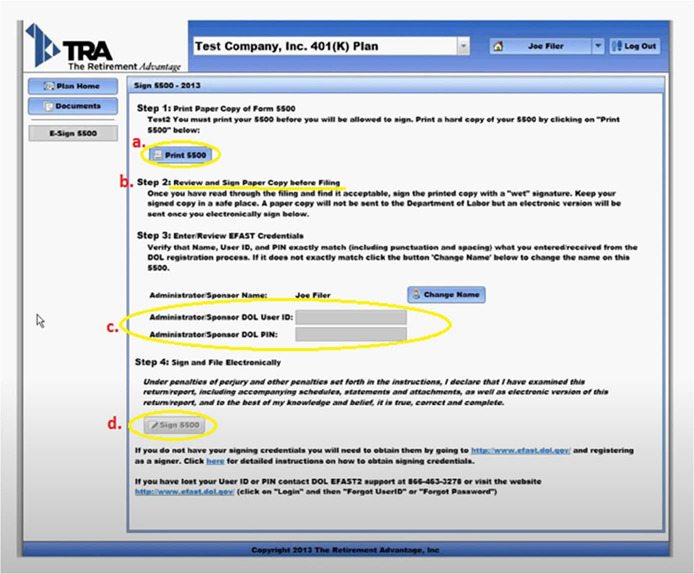 TRA
The Retirement Advantage
Test Company, Inc. 401(K) Plan
Joe Filer
Log Out
Plan Home
Documents
E-Sign 5500
Sign 5500 - 2013
Step 1: Print Paper Copy of Form 5500
Test2 You must print your 5500 before you will be allowed to sign. Print a hard copy of your 5500 by clicking on "Print
5500" below:
a.
Print 5500
b.
Step 2: Review and Sign Paper Copy before Filing
Once you have read through the filing and find it acceptable, sign the printed copy with a "wet" signature. Keep your
signed copy in a safe place. A paper copy will not be sent to the Department of Labor but an electronic version will be
sent once you electronically sign below.
Step 3: Enter/Review EFAST Credentials
Verify that Name, User ID, and PIN exactly match (including punctuation and spacing) what you entered/received from the
DOL registration process. If it does not exactly match click the button 'Change Name' below to change the name on this
5500.
Administrator/Sponsor Name: Joe Filer
Change Name
c.
Administrator/Sponsor DOL User ID:
Administrator/Sponsor DOL PIN:
Step 4: Sign and File Electronically
Under penalties of perjury and other penalties set forth in the instructions, I declare that I have examined this
return/report, including accompanying schedules, statements and attachments, as well as electronic version of this
return/report, and to the best of my knowledge and belief, it is true, correct and complete.
d.
Sign 5500
If you do not have your signing credentials you will need to obtain them by going to http://www.efast.dol.gov/ and registering
as a signer. Click here for detailed instructions on how to obtain signing credentials.
If you have lost your User ID or PIN contact DOL EFAST2 support at 866-463-3278 or visit the website
http://www.efast.dol.gov/ (click on "Login" and then "Forgot UserID" or "Forgot Password")
Copyright 2013 The Retirement Advantage, Inc